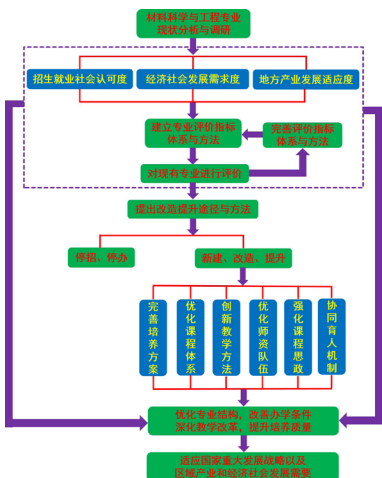 材料科学与工程专业
现状分析与调研
招生就业社会认可度
经济社会发展需求度
地方产业发展适应度
建立专业评价指标
体系与方法
完善评价指标
体系与方法
对现有专业进行评价
提出改造提升途径与方法
停招、停办
新建、改造、提升
完善培养方案
优化课程体系
创新教学方法
优化师资队伍
强化课程思政
协同育人机制
优化专业结构，改善办学条件
深化教学改革，提升培养质量
适应国家重大发展战略以及
区域产业和经济社会发展需要